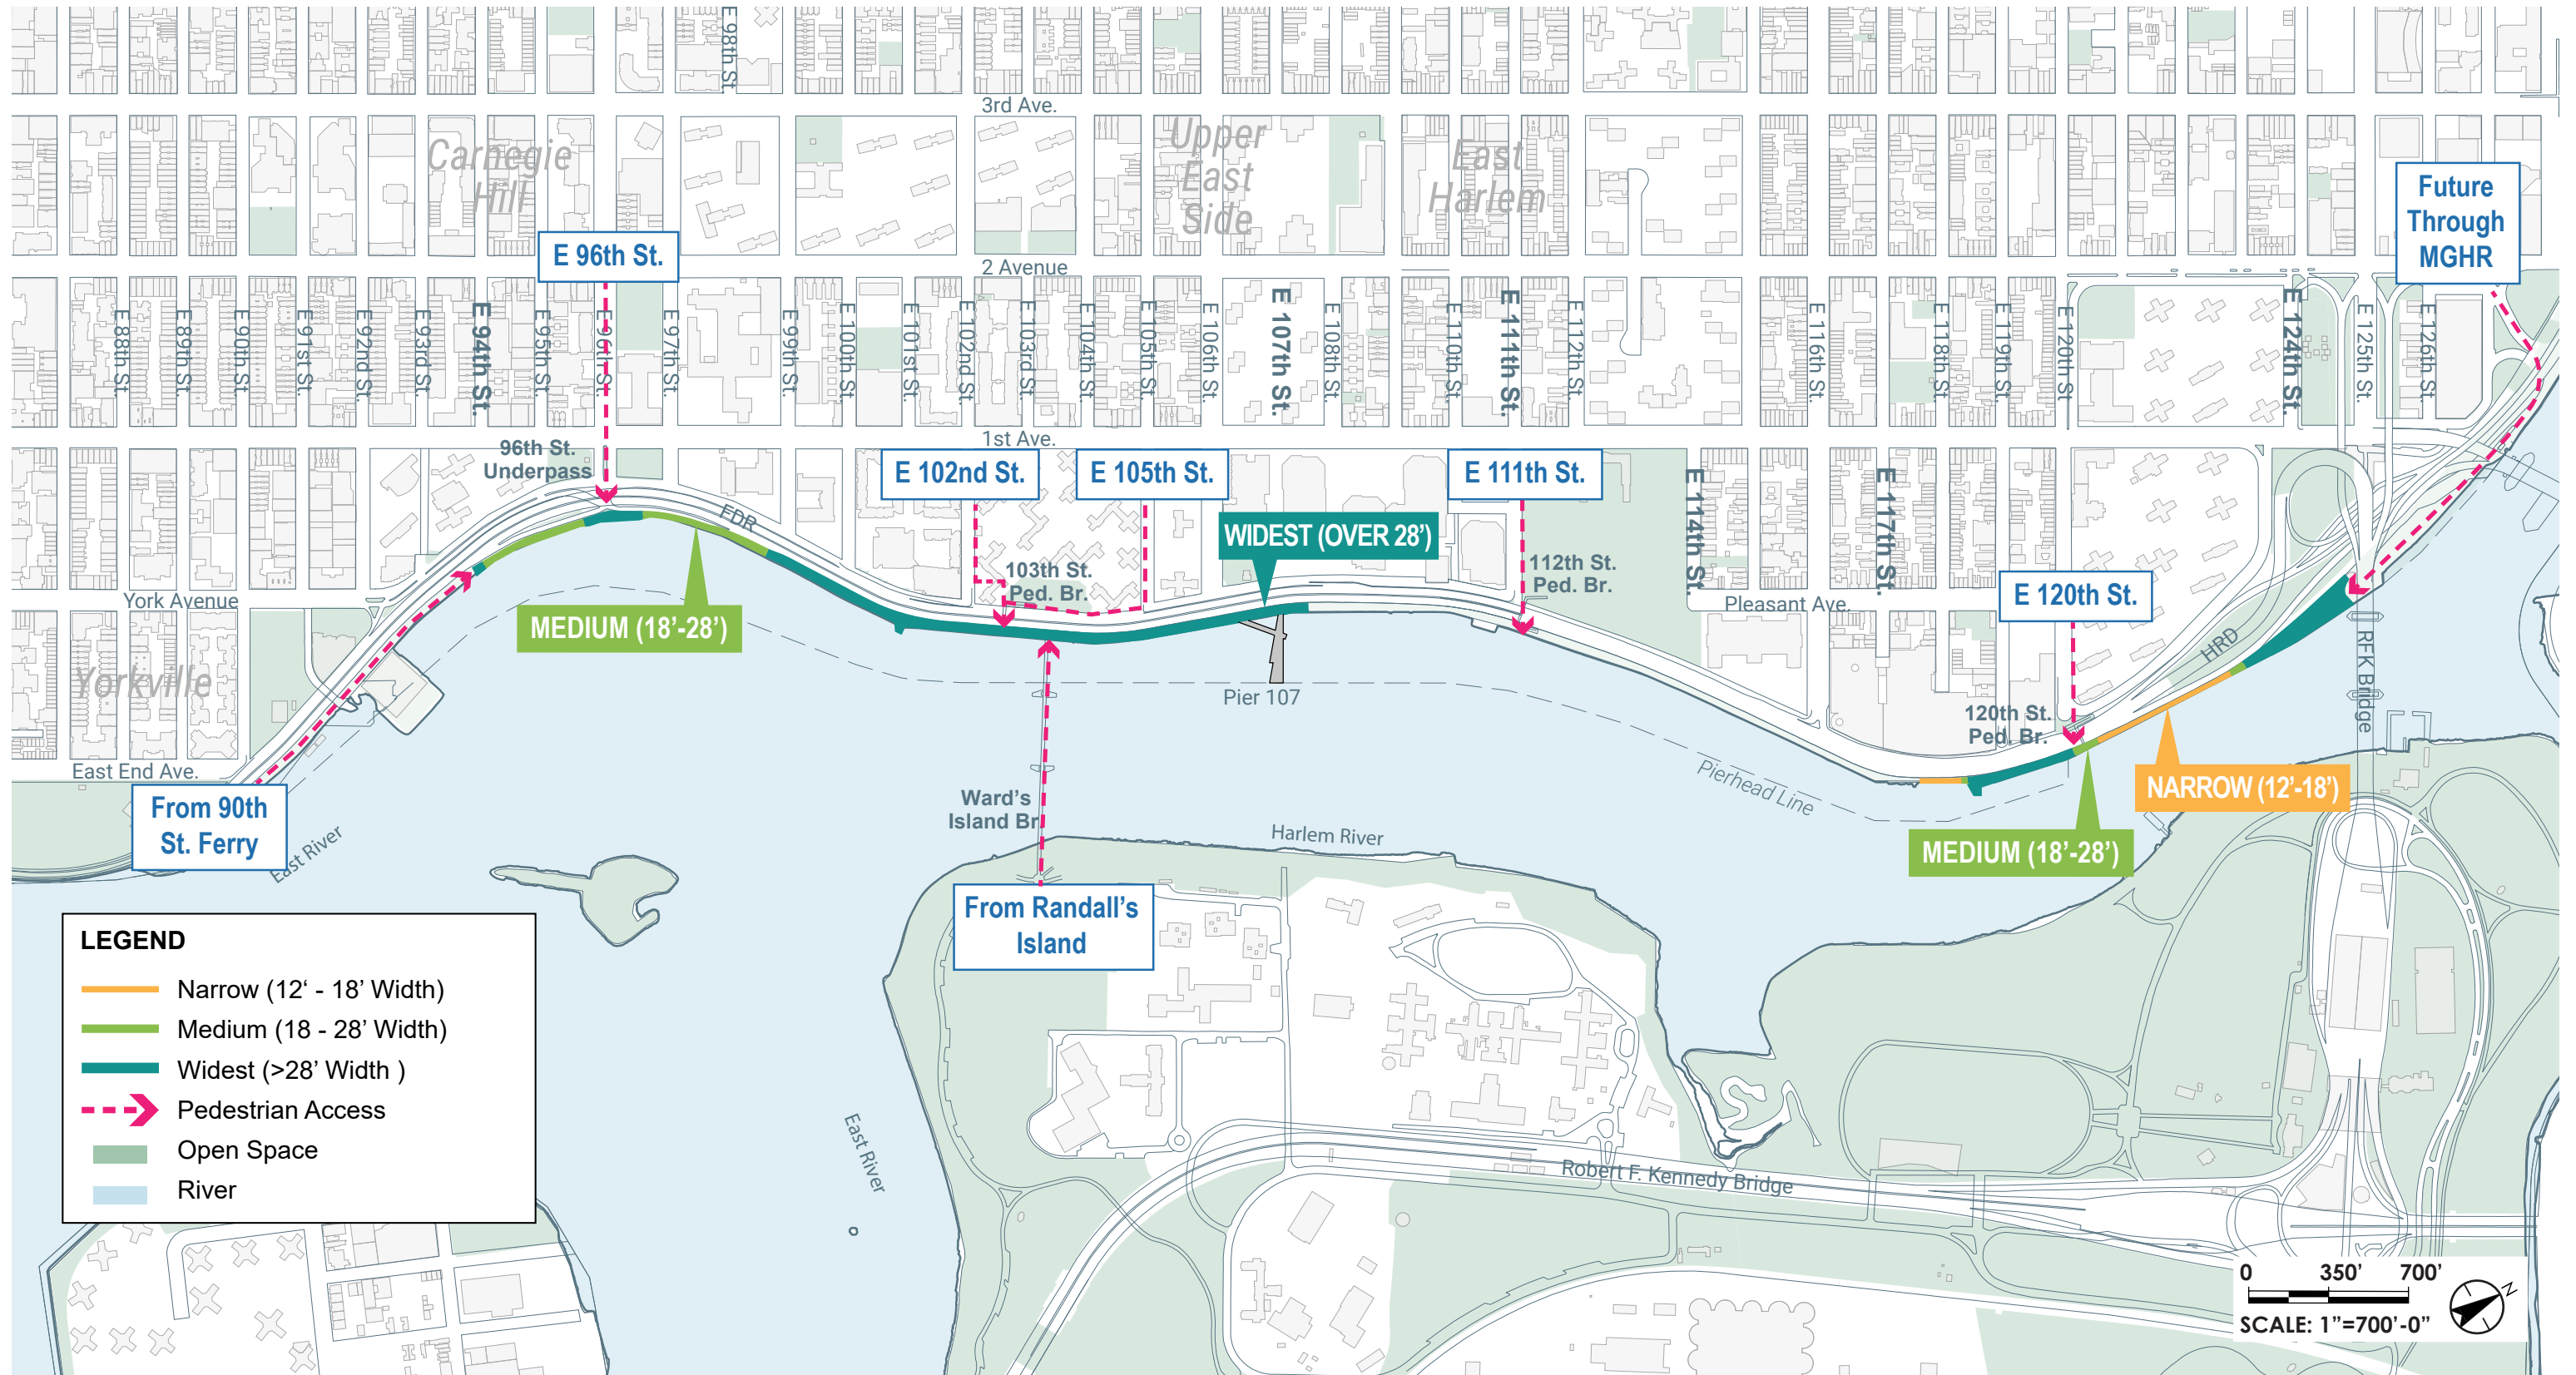 E 98th St.
3rd Ave.
Carnegie
Hill
Upper
East
Side
East
Harlem
Future
Through
MGHR
E 96th St.
2 Avenue
E 88th St.
E 89th St.
E 90th St.
E 91st St.
E 92nd St.
E 93rd St.
E 94th St.
E 95th St.
E 96th St.
E 97th St.
E 99th St.
E 100th St.
E 101st St.
E 102nd St.
E 103rd St.
E 104th St.
E 105th St.
E 106th St.
E 107th St.
E 108th St.
E 110th St.
E 111th St.
E 112th St.
E 116th St.
E 118th St.
E 119th St.
E 120th St.
E 124th St.
E 125th St.
E 126th St.
1st Ave.
96th St.
Underpass
E 102nd St.
E 105th St.
E 111th St.
E 114th St.
E 117th St.
FDR
WIDEST (OVER 28’)
103th St.
Ped. Br.
112th St.
Ped. Br.
York Avenue
Pleasant Ave.
E 120th St.
MEDIUM (18’-28’)
HRD
RFK Bridge
Yorkville
Pier 107
120th St.
Ped. Br.
East End Ave.
Pierhead Line
NARROW (12’-18’)
From 90th
St. Ferry
East River
Ward’s
Island Br.
Harlem River
MEDIUM (18’-28’)
From Randall’s
Island
LEGEND
Narrow (12‘ - 18’ Width)
Medium (18 - 28’ Width)
Widest (>28’ Width )
Pedestrian Access
Open Space
River
East River
Robert F. Kennedy Bridge
0 350’ 700’
SCALE: 1”=700’-0”
N